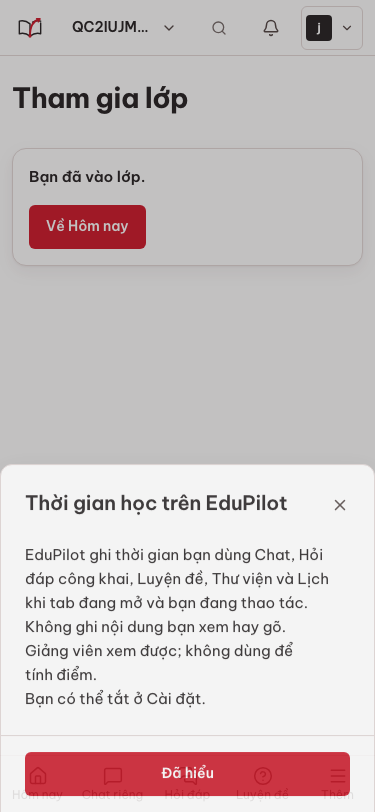 QC2IUJM...
j
Tham gia lớp
Bạn đã vào lớp.
Về Hôm nay
Thời gian học trên EduPilot
EduPilot ghi thời gian bạn dùng Chat, Hỏi
đáp công khai, Luyện đề, Thư viện và Lịch
khi tab đang mở và bạn đang thao tác.
Không ghi nội dung bạn xem hay gõ.
Giảng viên xem được; không dùng để
tính điểm.
Bạn có thể tắt ở Cài đặt.
Đã hiểu
Hôm nay
Chat riêng
Hỏi đáp
Luyện đề
Thêm